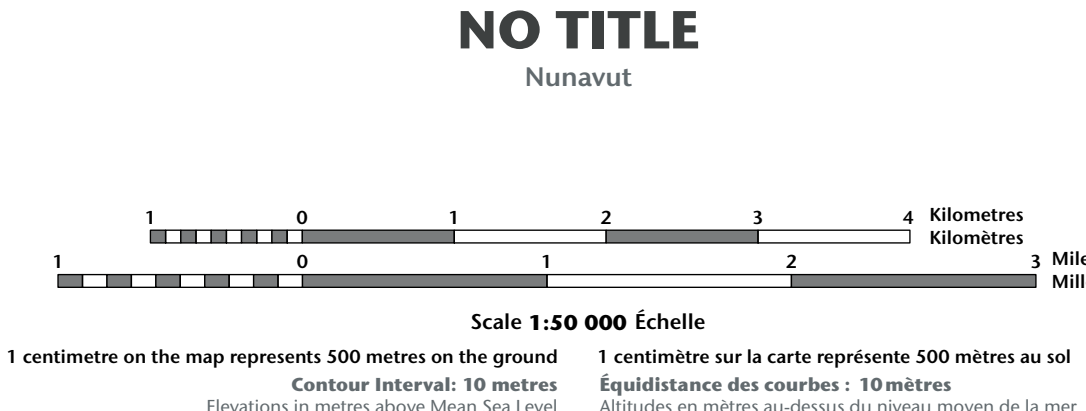 NO TITLE
Nunavut
1 0 1 2 3 4 Kilometres
Kilomètres
1 0 1 2 3 Mile
Mill
Scale 1:50 000 Échelle
1 centimetre on the map represents 500 metres on the ground
1 centimètre sur la carte représente 500 mètres au sol
Contour Interval: 10 metres
Équidistance des courbes : 10 mètres
Elevations in metres above Mean Sea Level
Altitudes en mètres au-dessus du niveau moyen de la mer